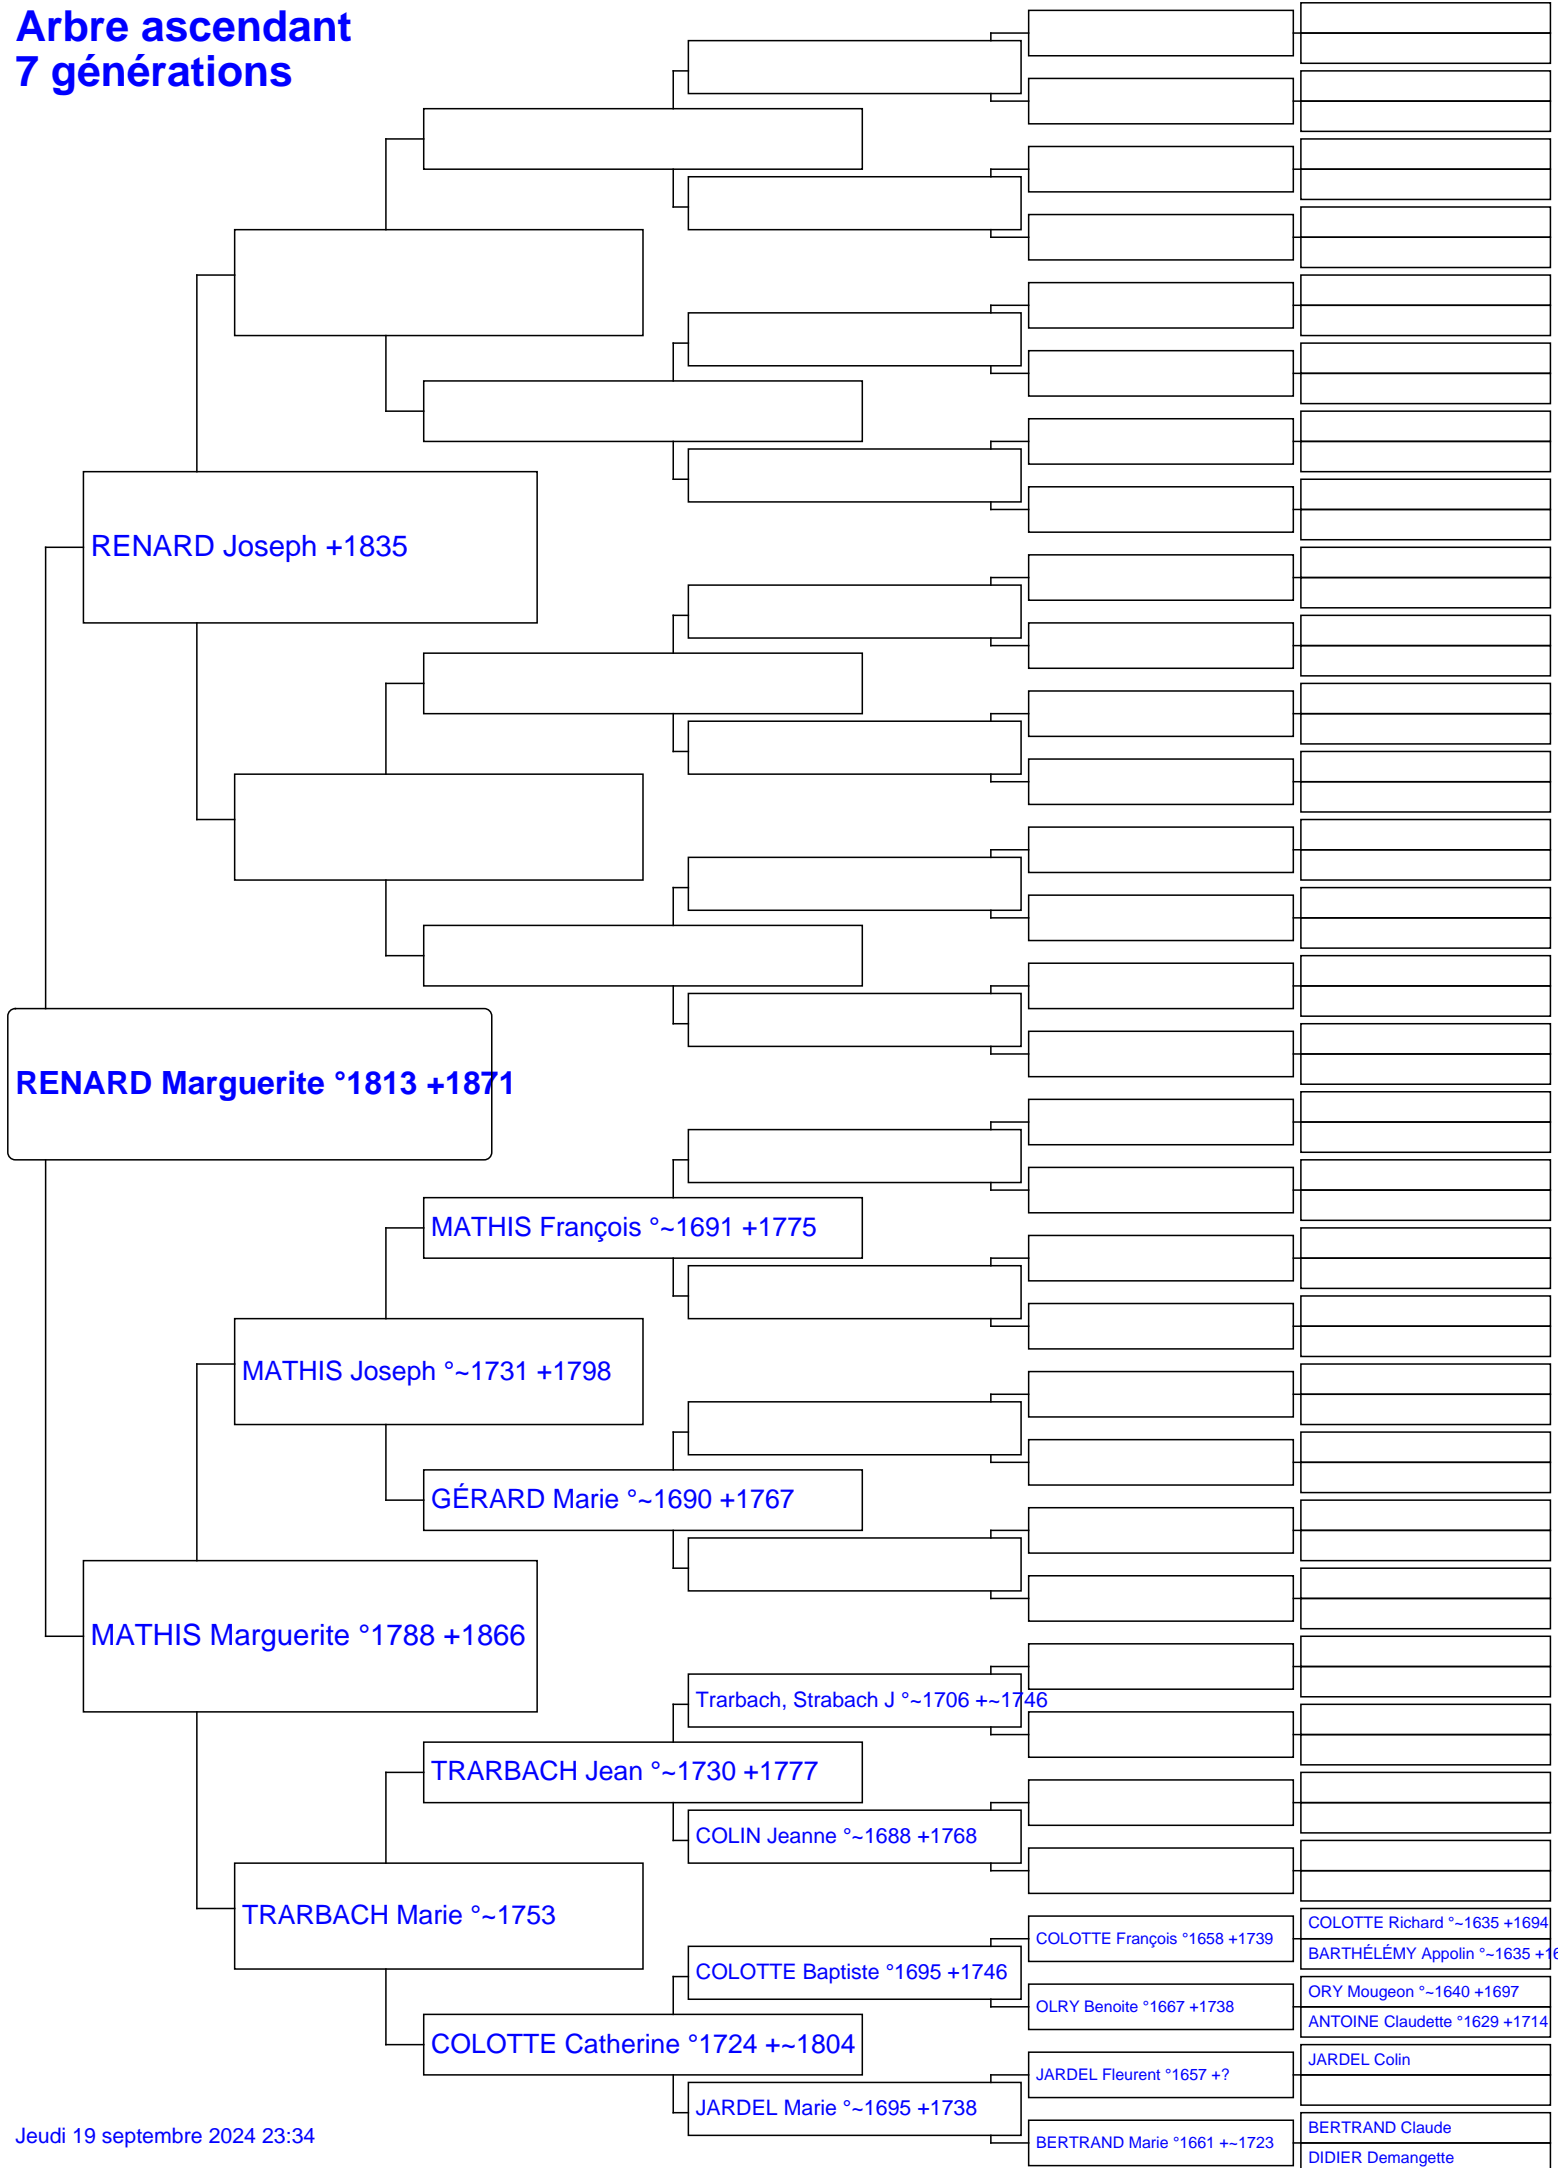 Arbre ascendant
7 générations
RENARD Joseph +1835
RENARD Marguerite °1813 +1871
MATHIS François °~1691 +1775
MATHIS Joseph °~1731 +1798
GÉRARD Marie °~1690 +1767
MATHIS Marguerite °1788 +1866
Trarbach, Strabach J °~1706 +~1746
TRARBACH Jean °~1730 +1777
COLIN Jeanne °~1688 +1768
TRARBACH Marie °~1753
COLOTTE Richard °~1635 +1694
COLOTTE François °1658 +1739
BARTHÉLÉMY Appolin °~1635
COLOTTE Baptiste °1695 +1746
ORY Mougeon °~1640 +1697
OLRY Benoite °1667 +1738
ANTOINE Claudette °1629 +1714
COLOTTE Catherine °1724 +~1804
JARDEL Colin
JARDEL Fleurent °1657 +?
JARDEL Marie °~1695 +1738
BERTRAND Claude
BERTRAND Marie °1661 +~1723
DIDIER Demangette
Jeudi 19 septembre 2024 23:34